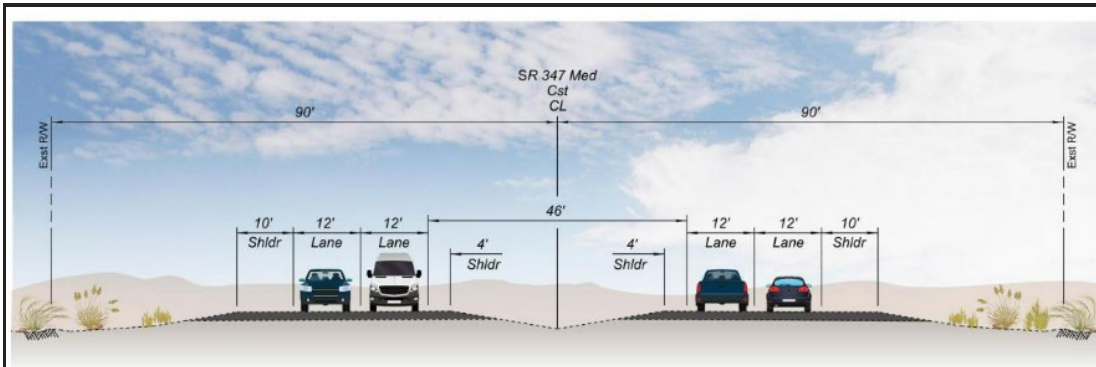 SR 347 Med
Cst
CL
90'
90'
Exst R/W
Exst R/W
46'
10'
Shldr
12'
Lane
12'
Lane
4'
Shldr
4'
Shldr
12'
Lane
12'
Lane
10'
Shldr